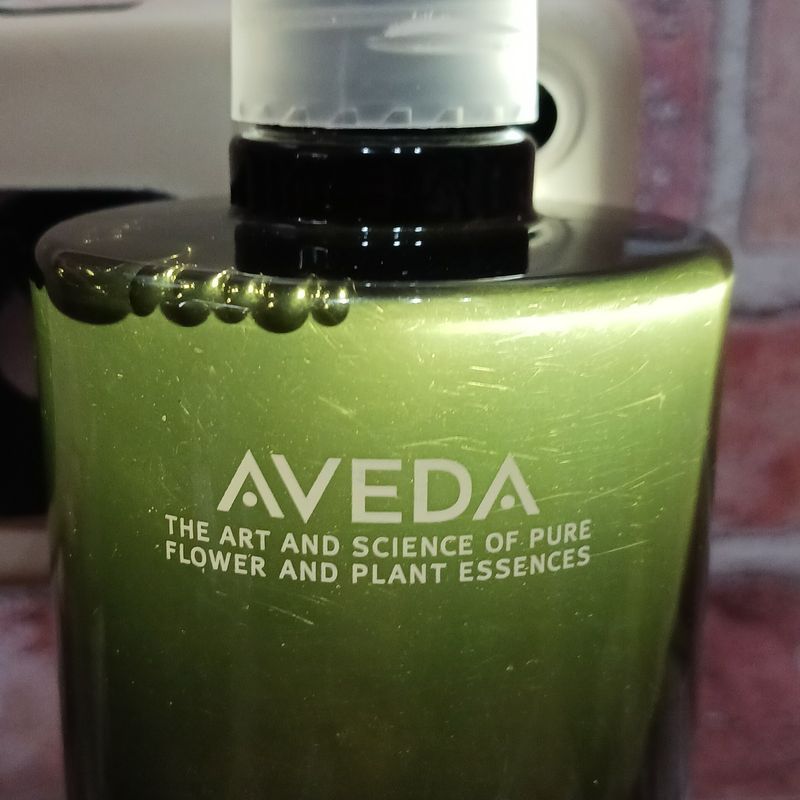 AVEDA
THE ART AND SCIENCE OF PURE
FLOWER AND PLANT ESSENCES